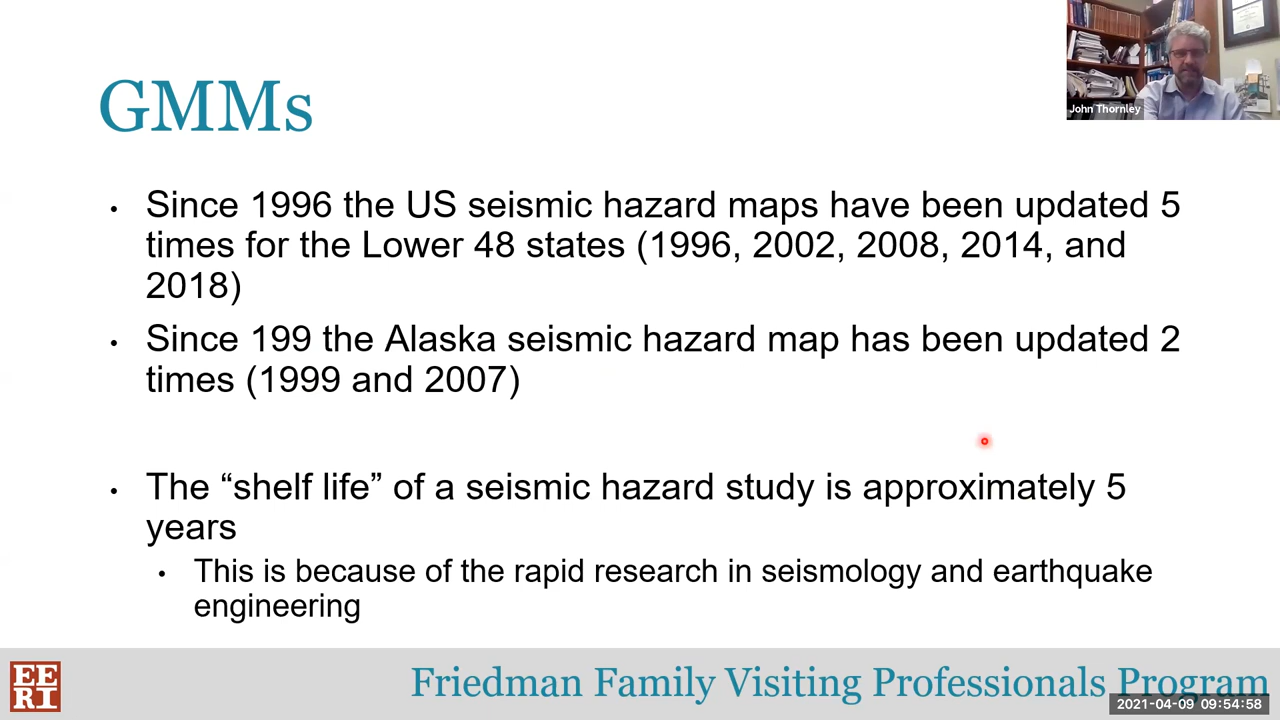 GMMs
John Thornley
• Since 1996 the US seismic hazard maps have been updated 5
times for the Lower 48 states (1996, 2002, 2008, 2014, and
2018)
• Since 199 the Alaska seismic hazard map has been updated 2
times (1999 and 2007)
• The “shelf life” of a seismic hazard study is approximately 5
years
• This is because of the rapid research in seismology and earthquake
engineering
EE
RI
Friedman Family Visiting Professionals Program
2021-04-09 09:54:58